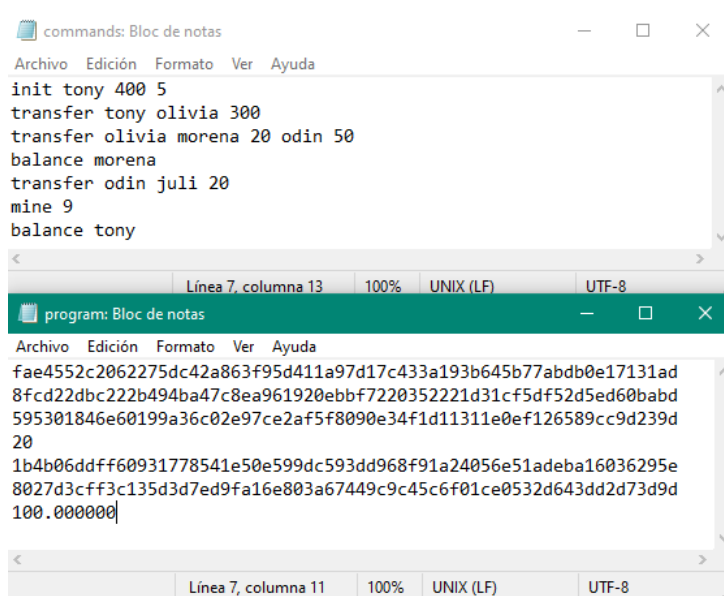 commands: Bloc de notas
Archivo Edición Formato Ver Ayuda
init tony 400 5
transfer tony olivia 300
transfer olivia morena 20 odin 50
balance morena
transfer odin juli 20
mine 9
balance tony
Línea 7, columna 13 100% UNIX (LF) UTF-8
program: Bloc de notas
Archivo Edición Formato Ver Ayuda
fae4552c2062275dc42a863f95d411a97d17c433a193b645b77abdb0e17131ad
8fcd22dbc222b494ba47c8ea961920ebbf7220352221d31cf5df52d5ed60babd
595301846e60199a36c02e97ce2af5f8090e34f1d11311e0ef126589cc9d239d
20
1b4b06ddff60931778541e50e599dc593dd968f91a24056e51adeba16036295e
8027d3cff3c135d3d7ed9fa16e803a67449c9c45c6f01ce0532d643dd2d73d9d
100.000000
Línea 7, columna 11 100% UNIX (LF) UTF-8